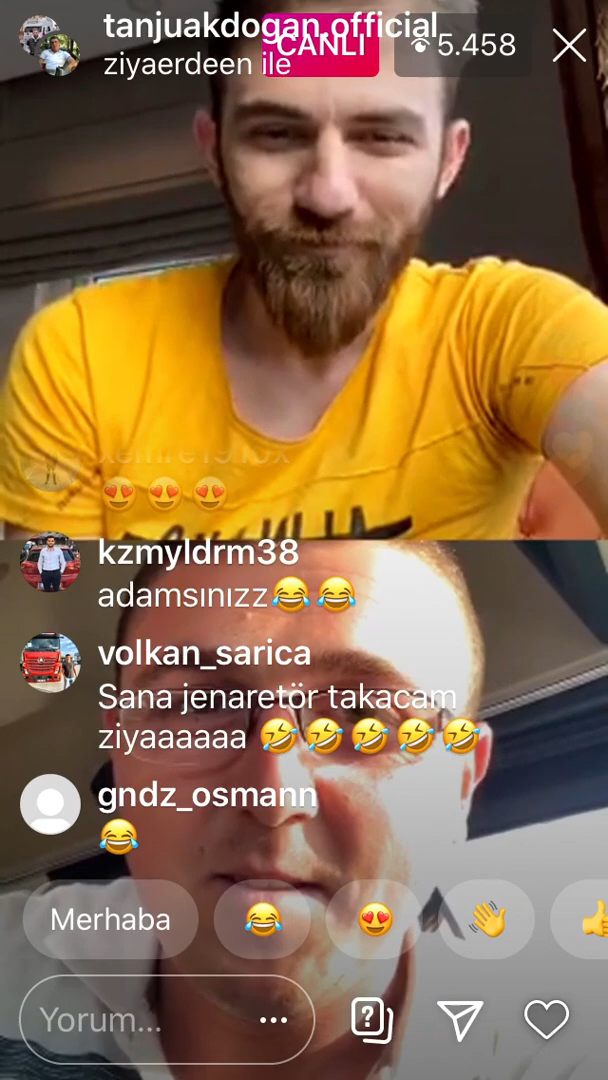 tanjuakdogan.official
CANLI
5.458
ziyaerdeen ile
😍😍😍
kzmyldrm38
adamsınızz😂😂
volkan_sarica
Sana jenaretör takacam
ziyaaaaaa 🤣🤣🤣🤣🤣
gndz_osmann
😂
Merhaba 😂 😍 👋 👍
Yorum...